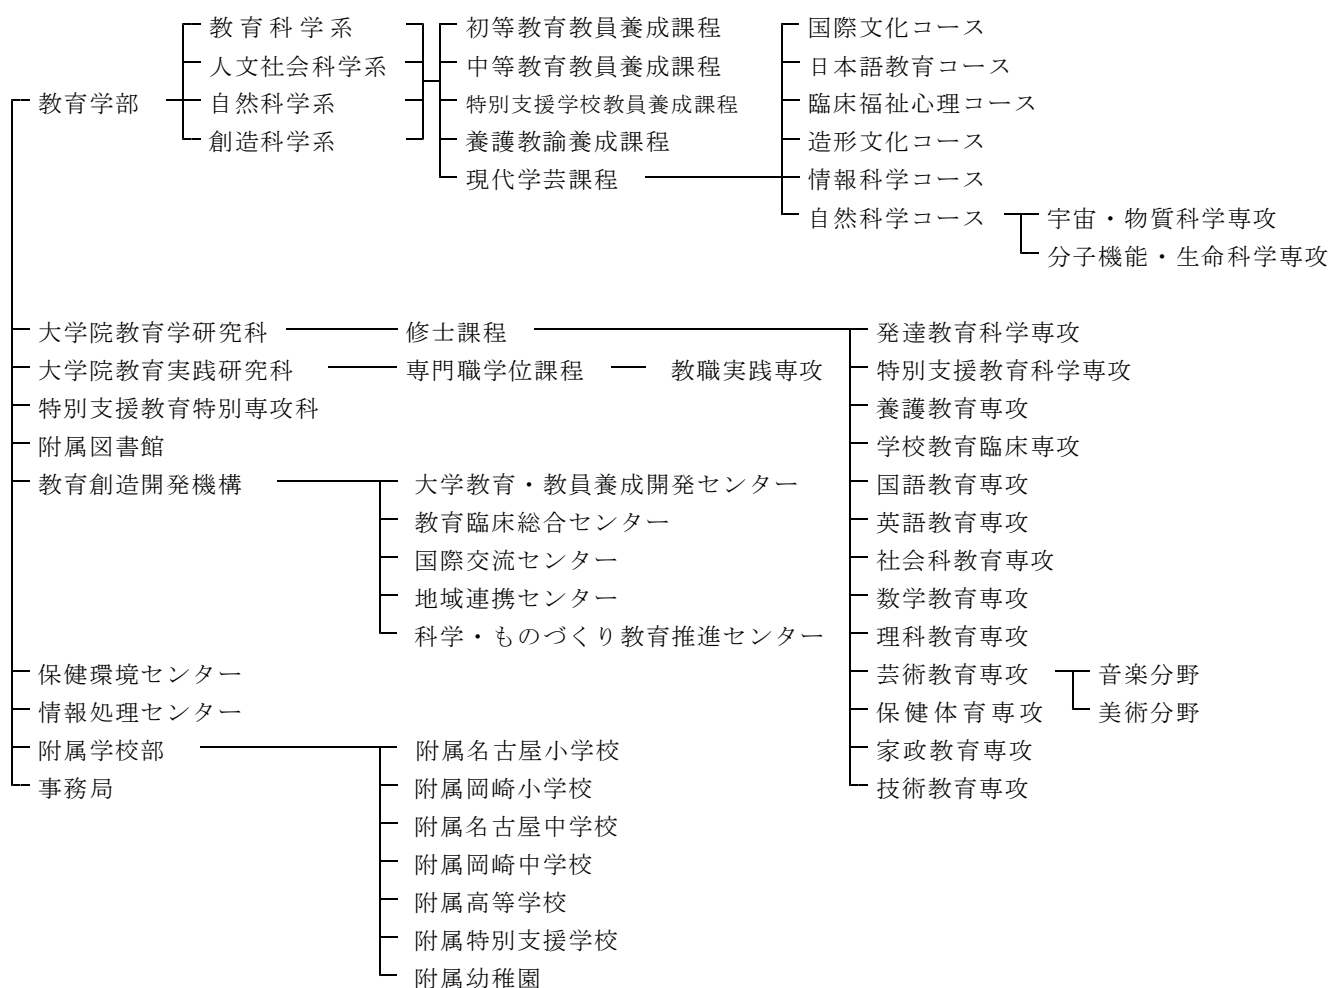 教育科学系 初等教育教員養成課程 国際文化コース
人文社会科学系 中等教育教員養成課程 日本語教育コース
教育学部 自然科学系 特別支援学校教員養成課程 臨床福祉心理コース
創造科学系 養護教諭養成課程 造形文化コース
現代学芸課程 情報科学コース
自然科学コース 宇宙・物質科学専攻
分子機能・生命科学専攻
大学院教育学研究科 修士課程 発達教育科学専攻
大学院教育実践研究科 専門職学位課程 教職実践専攻 特別支援教育科学専攻
特別支援教育特別専攻科 養護教育専攻
附属図書館 学校教育臨床専攻
教育創造開発機構 大学教育・教員養成開発センター 国語教育専攻
教育臨床総合センター 英語教育専攻
国際交流センター 社会科教育専攻
地域連携センター 数学教育専攻
科学・ものづくり教育推進センター 理科教育専攻
保健環境センター 芸術教育専攻 音楽分野
情報処理センター 保健体育専攻 美術分野
附属学校部 附属名古屋小学校 家政教育専攻
事務局 附属岡崎小学校 技術教育専攻
附属名古屋中学校
附属岡崎中学校
附属高等学校
附属特別支援学校
附属幼稚園